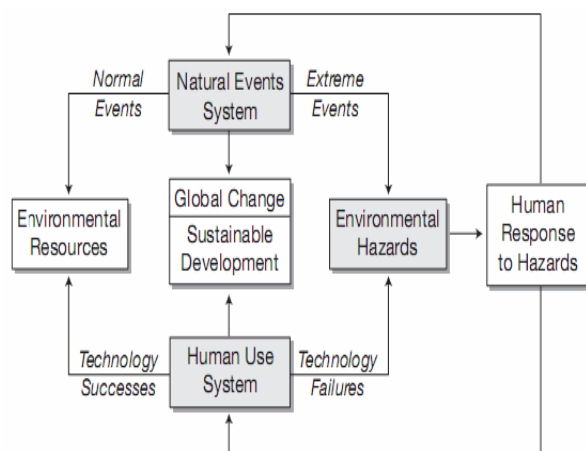 Normal
Events
Natural Events
System
Extreme
Events
Environmental
Resources
Global Change
Sustainable
Development
Environmental
Hazards
Human
Response
to Hazards
Technology
Successes
Human Use
System
Technology
Failures